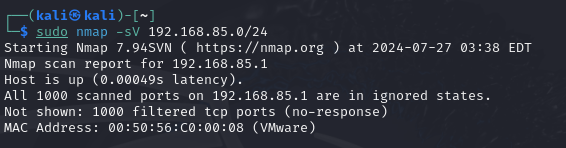 ┌──(kali㉿kali)-[~]
└─$ sudo nmap -sV 192.168.85.0/24
Starting Nmap 7.94SVN ( https://nmap.org ) at 2024-07-27 03:38 EDT
Nmap scan report for 192.168.85.1
Host is up (0.00049s latency).
All 1000 scanned ports on 192.168.85.1 are in ignored states.
Not shown: 1000 filtered tcp ports (no-response)
MAC Address: 00:50:56:C0:00:08 (VMware)